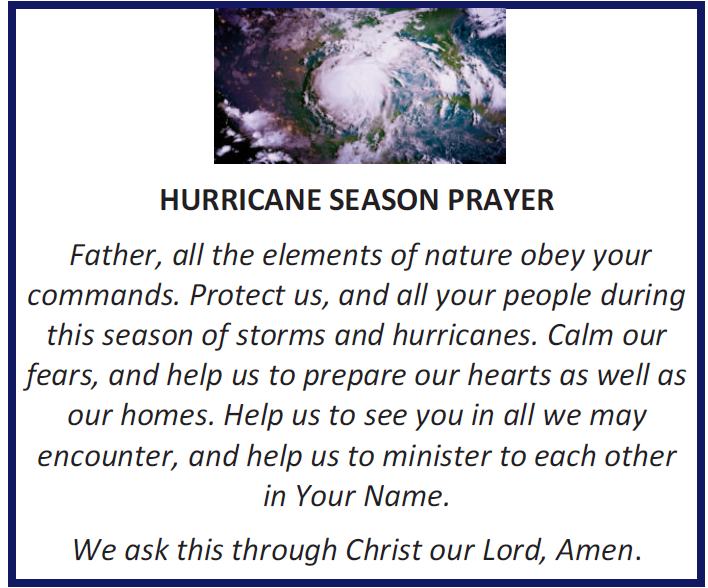 HURRICANE SEASON PRAYER
Father, all the elements of nature obey your
commands. Protect us, and all your people during
this season of storms and hurricanes. Calm our
fears, and help us to prepare our hearts as well as
our homes. Help us to see you in all we may
encounter, and help us to minister to each other
in Your Name.
We ask this through Christ our Lord, Amen.